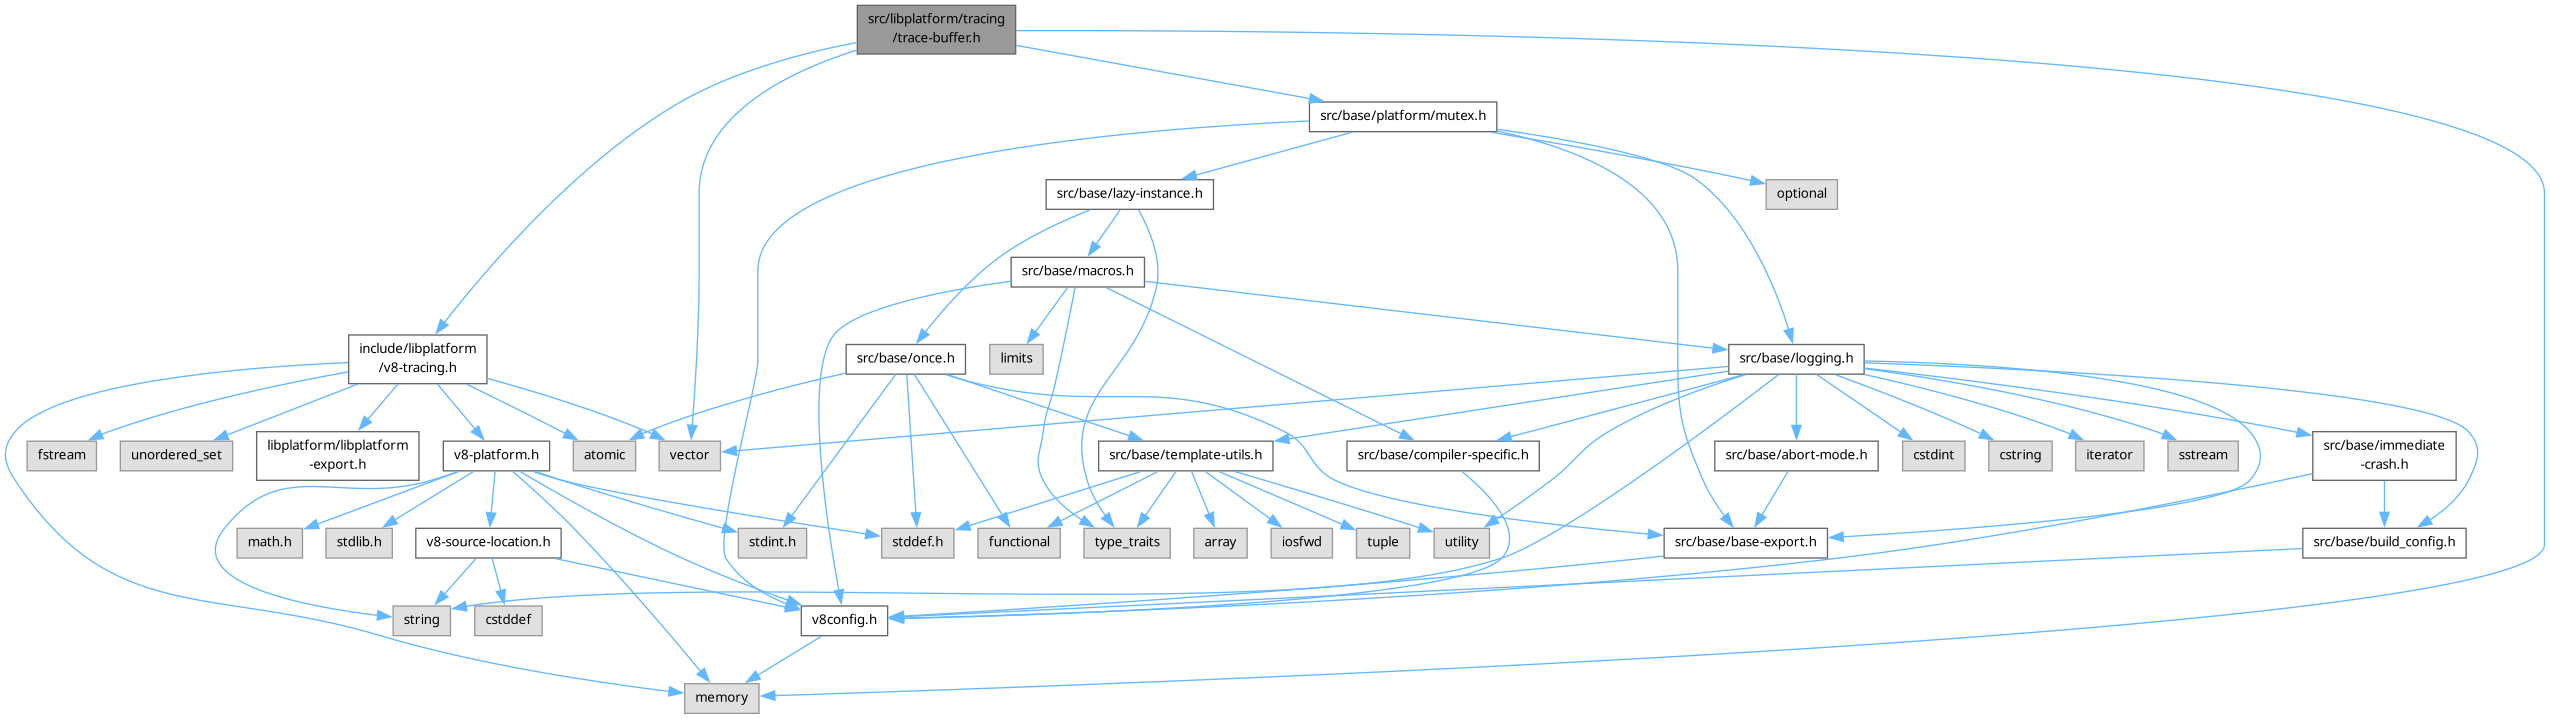 src/libplatform/tracing
/trace-buffer.h
src/base/platform/mutex.h
src/base/lazy-instance.h
optional
src/base/macros.h
include/libplatform
/v8-tracing.h
src/base/once.h
limits
src/base/logging.h
fstream
unordered_set
libplatform/libplatform
-export.h
v8-platform.h
atomic
vector
src/base/template-utils.h
src/base/compiler-specific.h
src/base/abort-mode.h
cstdint
cstring
iterator
sstream
src/base/immediate
-crash.h
math.h
stdlib.h
v8-source-location.h
stdint.h
stddef.h
functional
type_traits
array
iosfwd
tuple
utility
src/base/base-export.h
src/base/build_config.h
string
cstddef
v8config.h
memory